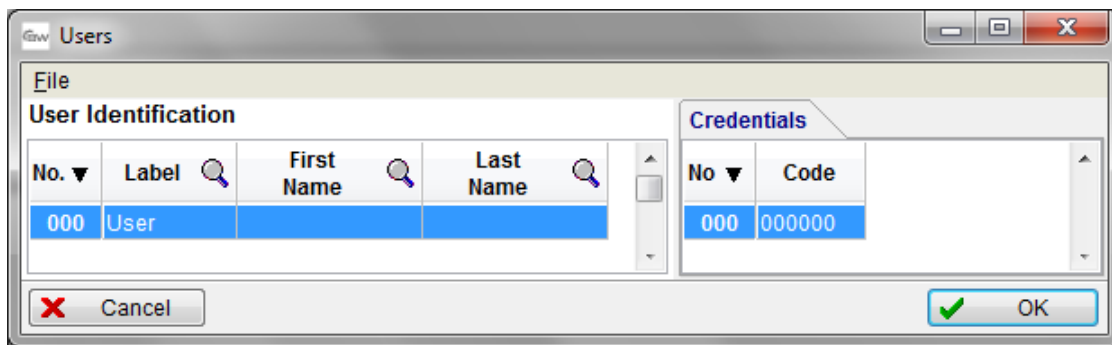 Users
File
User Identification
Credentials
No. Label First Name Last Name
No Code
000 User
000 000000
Cancel
OK